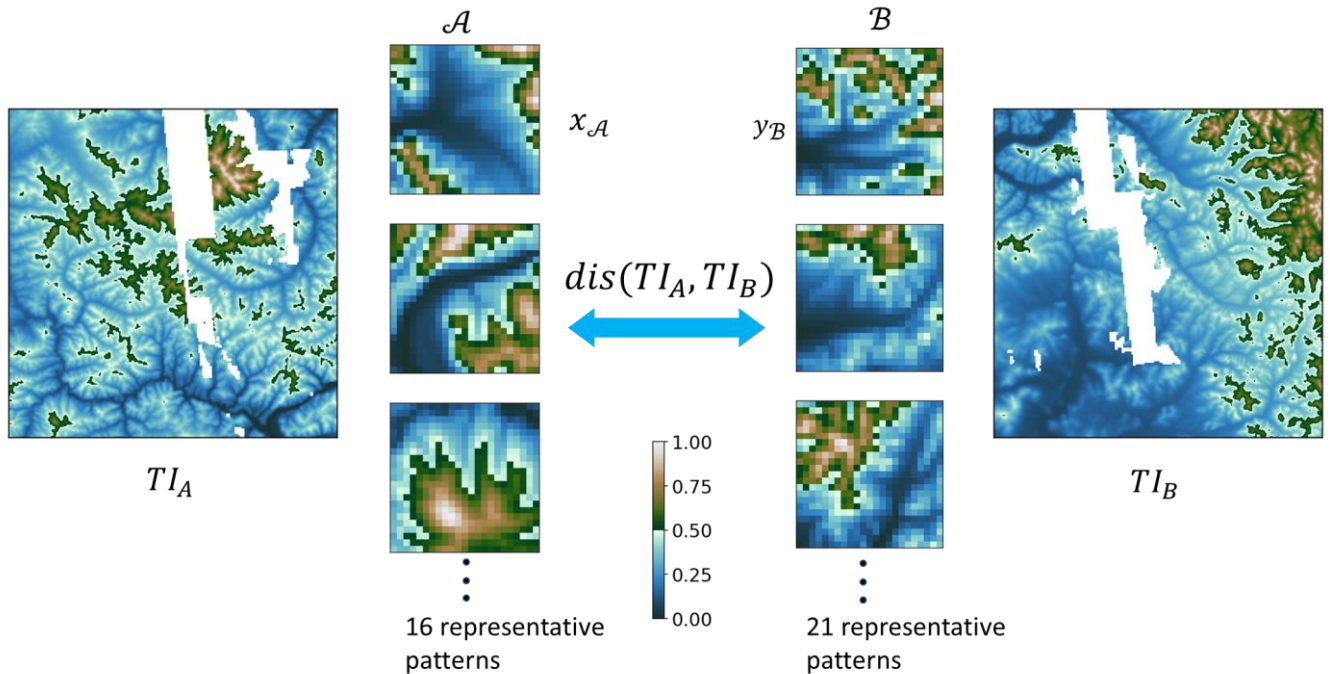 𝒜
ℬ
x_𝒜
y_ℬ
dis(TI_A, TI_B)
TI_A
TI_B
1.00
0.75
0.50
0.25
0.00
16 representative
patterns
21 representative
patterns